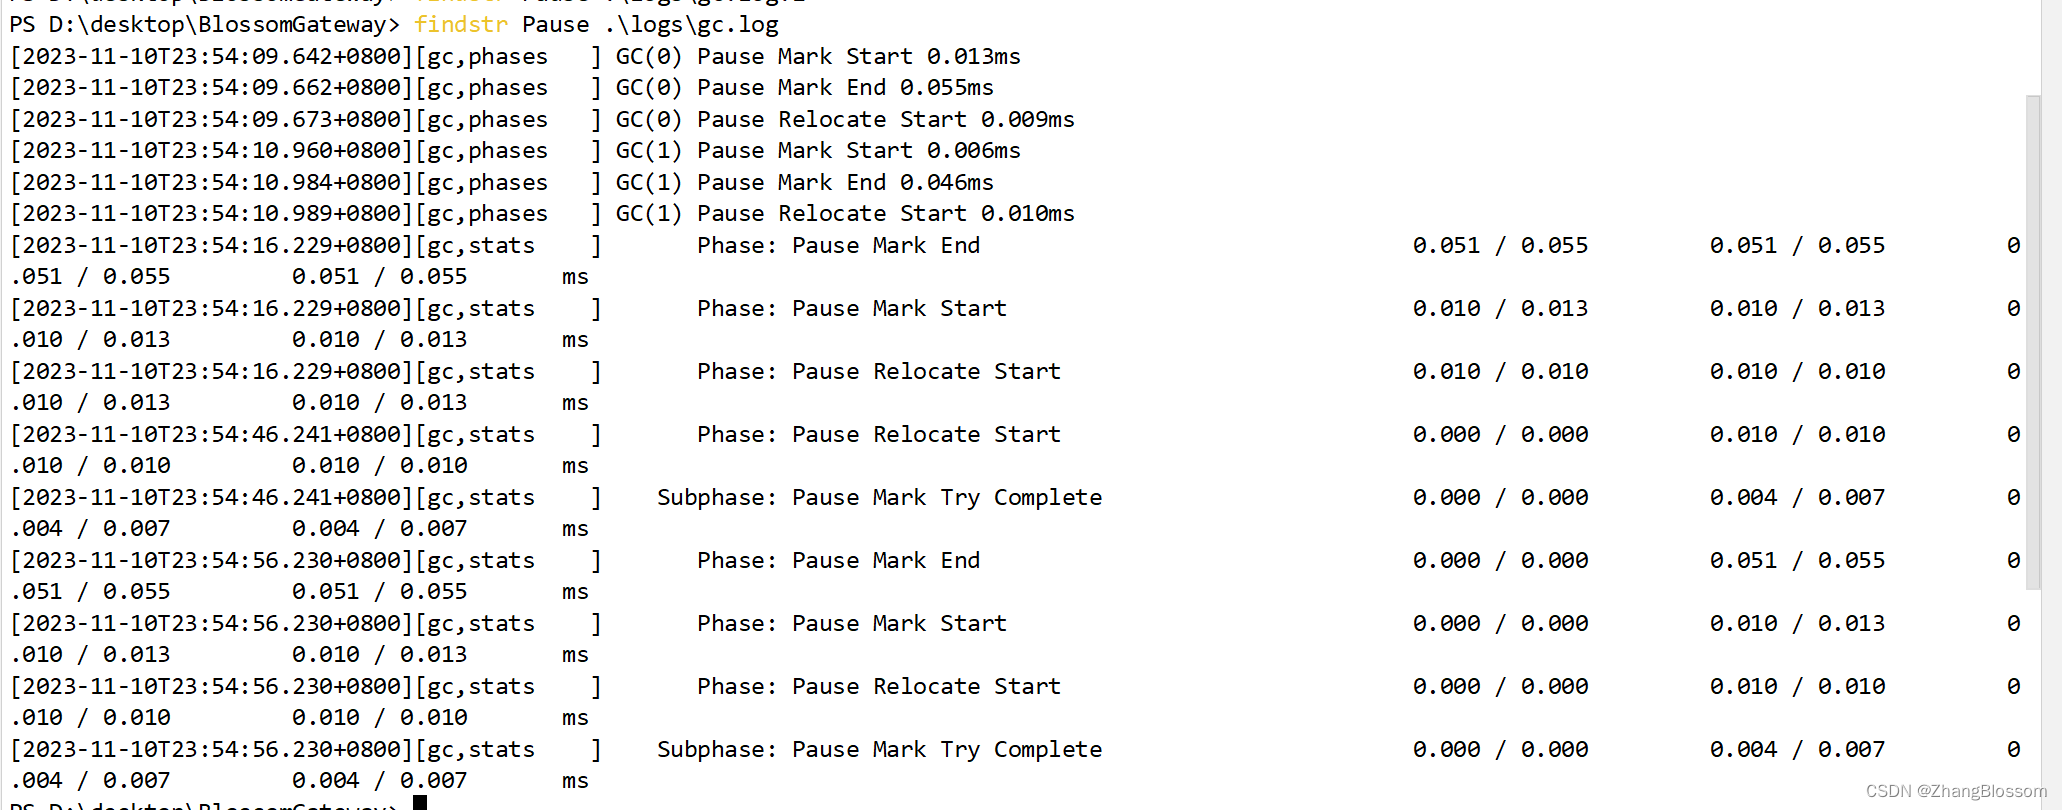 PS D:\desktop\BlossomGateway> findstr Pause .\logs\gc.log.1
PS D:\desktop\BlossomGateway> findstr Pause .\logs\gc.log
[2023-11-10T23:54:09.642+0800][gc,phases   ] GC(0) Pause Mark Start 0.013ms
[2023-11-10T23:54:09.662+0800][gc,phases   ] GC(0) Pause Mark End 0.055ms
[2023-11-10T23:54:09.673+0800][gc,phases   ] GC(0) Pause Relocate Start 0.009ms
[2023-11-10T23:54:10.960+0800][gc,phases   ] GC(1) Pause Mark Start 0.006ms
[2023-11-10T23:54:10.984+0800][gc,phases   ] GC(1) Pause Mark End 0.046ms
[2023-11-10T23:54:10.989+0800][gc,phases   ] GC(1) Pause Relocate Start 0.010ms
[2023-11-10T23:54:16.229+0800][gc,stats    ]       Phase: Pause Mark End                                0.051 / 0.055         0.051 / 0.055         0
.051 / 0.055         0.051 / 0.055       ms
[2023-11-10T23:54:16.229+0800][gc,stats    ]       Phase: Pause Mark Start                              0.010 / 0.013         0.010 / 0.013         0
.010 / 0.013         0.010 / 0.013       ms
[2023-11-10T23:54:16.229+0800][gc,stats    ]       Phase: Pause Relocate Start                          0.010 / 0.010         0.010 / 0.010         0
.010 / 0.013         0.010 / 0.013       ms
[2023-11-10T23:54:46.241+0800][gc,stats    ]       Phase: Pause Relocate Start                          0.000 / 0.000         0.010 / 0.010         0
.010 / 0.010         0.010 / 0.010       ms
[2023-11-10T23:54:46.241+0800][gc,stats    ]    Subphase: Pause Mark Try Complete                       0.000 / 0.000         0.004 / 0.007         0
.004 / 0.007         0.004 / 0.007       ms
[2023-11-10T23:54:56.230+0800][gc,stats    ]       Phase: Pause Mark End                                0.000 / 0.000         0.051 / 0.055         0
.051 / 0.055         0.051 / 0.055       ms
[2023-11-10T23:54:56.230+0800][gc,stats    ]       Phase: Pause Mark Start                              0.000 / 0.000         0.010 / 0.013         0
.010 / 0.013         0.010 / 0.013       ms
[2023-11-10T23:54:56.230+0800][gc,stats    ]       Phase: Pause Relocate Start                          0.000 / 0.000         0.010 / 0.010         0
.010 / 0.010         0.010 / 0.010       ms
[2023-11-10T23:54:56.230+0800][gc,stats    ]    Subphase: Pause Mark Try Complete                       0.000 / 0.000         0.004 / 0.007         0
.004 / 0.007         0.004 / 0.007       ms
PS D:\desktop\BlossomGateway>
CSDN @ZhangBlossom